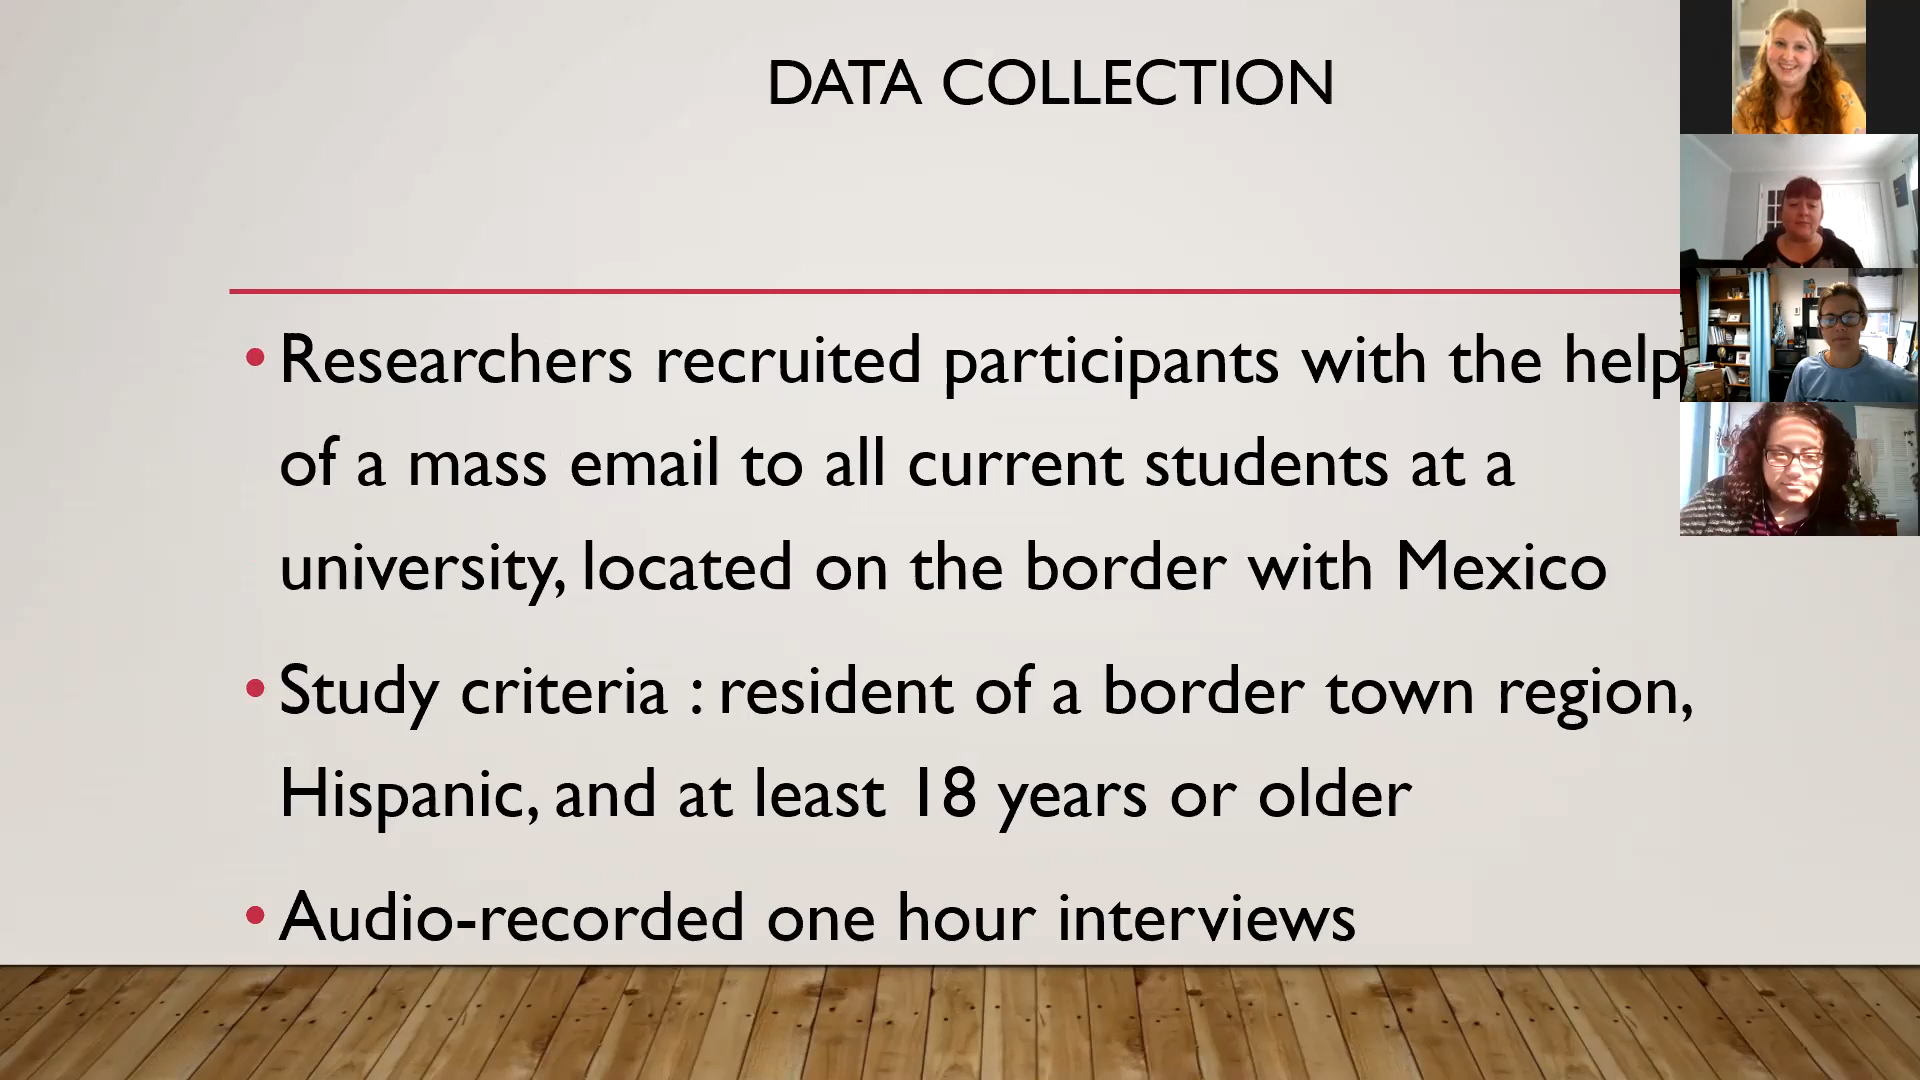 DATA COLLECTION
• Researchers recruited participants with the help
of a mass email to all current students at a
university, located on the border with Mexico
• Study criteria : resident of a border town region,
Hispanic, and at least 18 years or older
• Audio-recorded one hour interviews